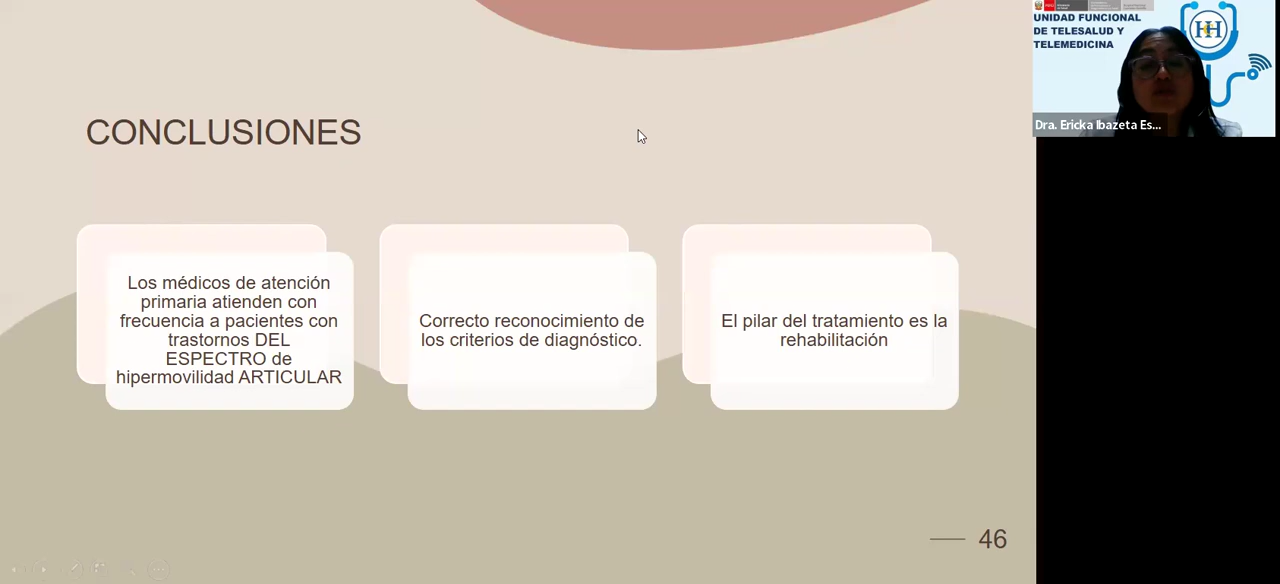 CONCLUSIONES
Los médicos de atención
primaria atienden con
frecuencia a pacientes con
trastornos DEL
ESPECTRO de
hipermovilidad ARTICULAR
Correcto reconocimiento de
los criterios de diagnóstico.
El pilar del tratamiento es la
rehabilitación
46
UNIDAD FUNCIONAL
DE TELESALUD Y
TELEMEDICINA
Dra. Ericka Ibazeta Es...